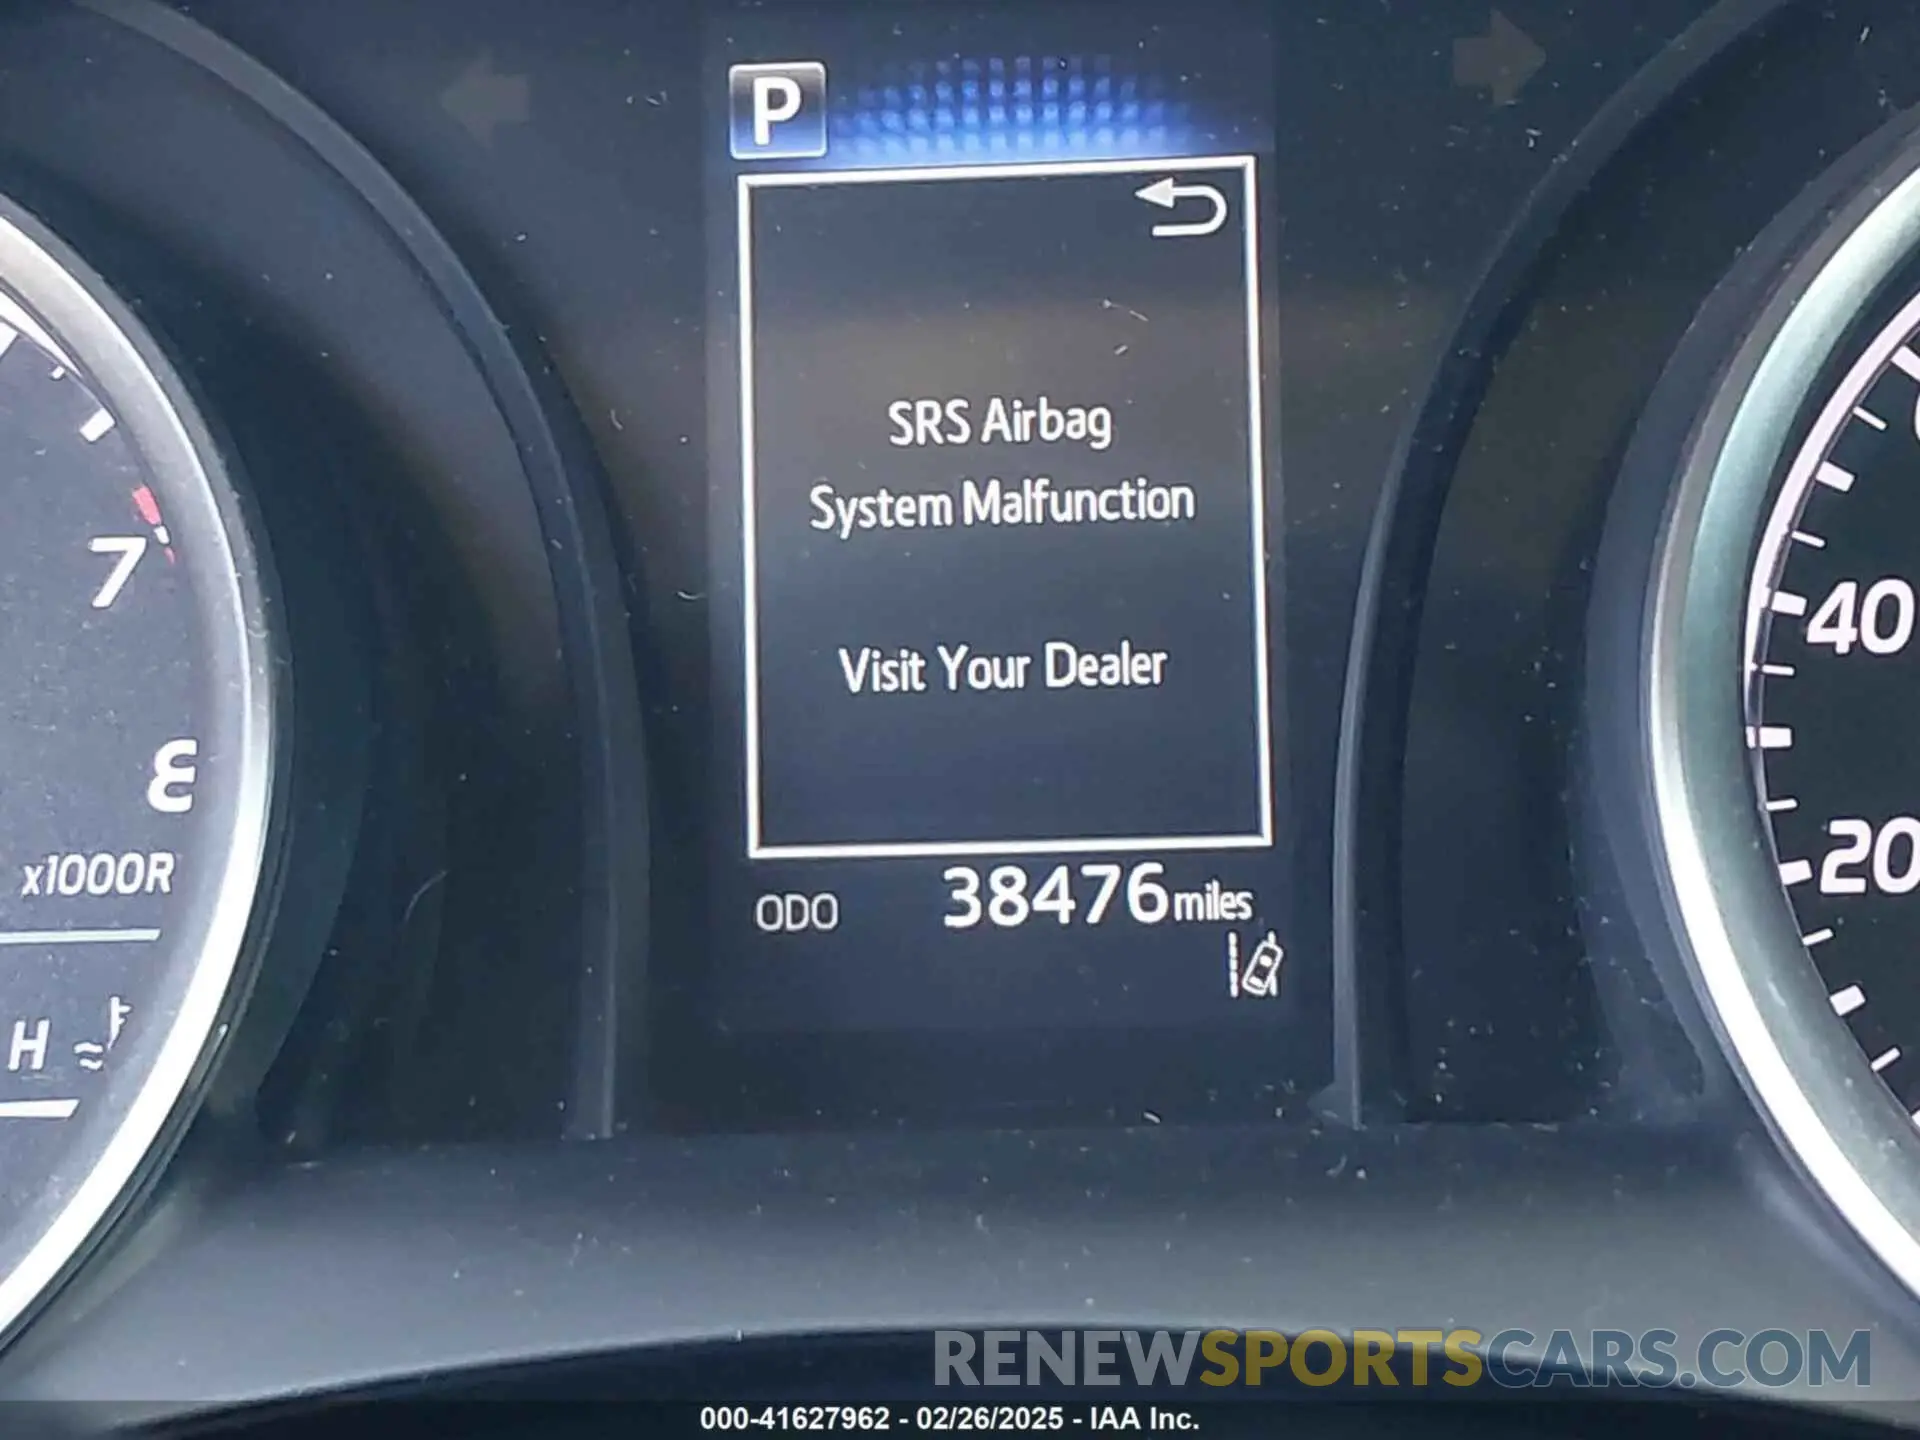 P
SRS Airbag
System Malfunction
Visit Your Dealer
ODO 38476 miles
7
8
x1000R
H
40
20
RENEWSPORTSCARS.COM
000-41627962 - 02/26/2025 - IAA Inc.